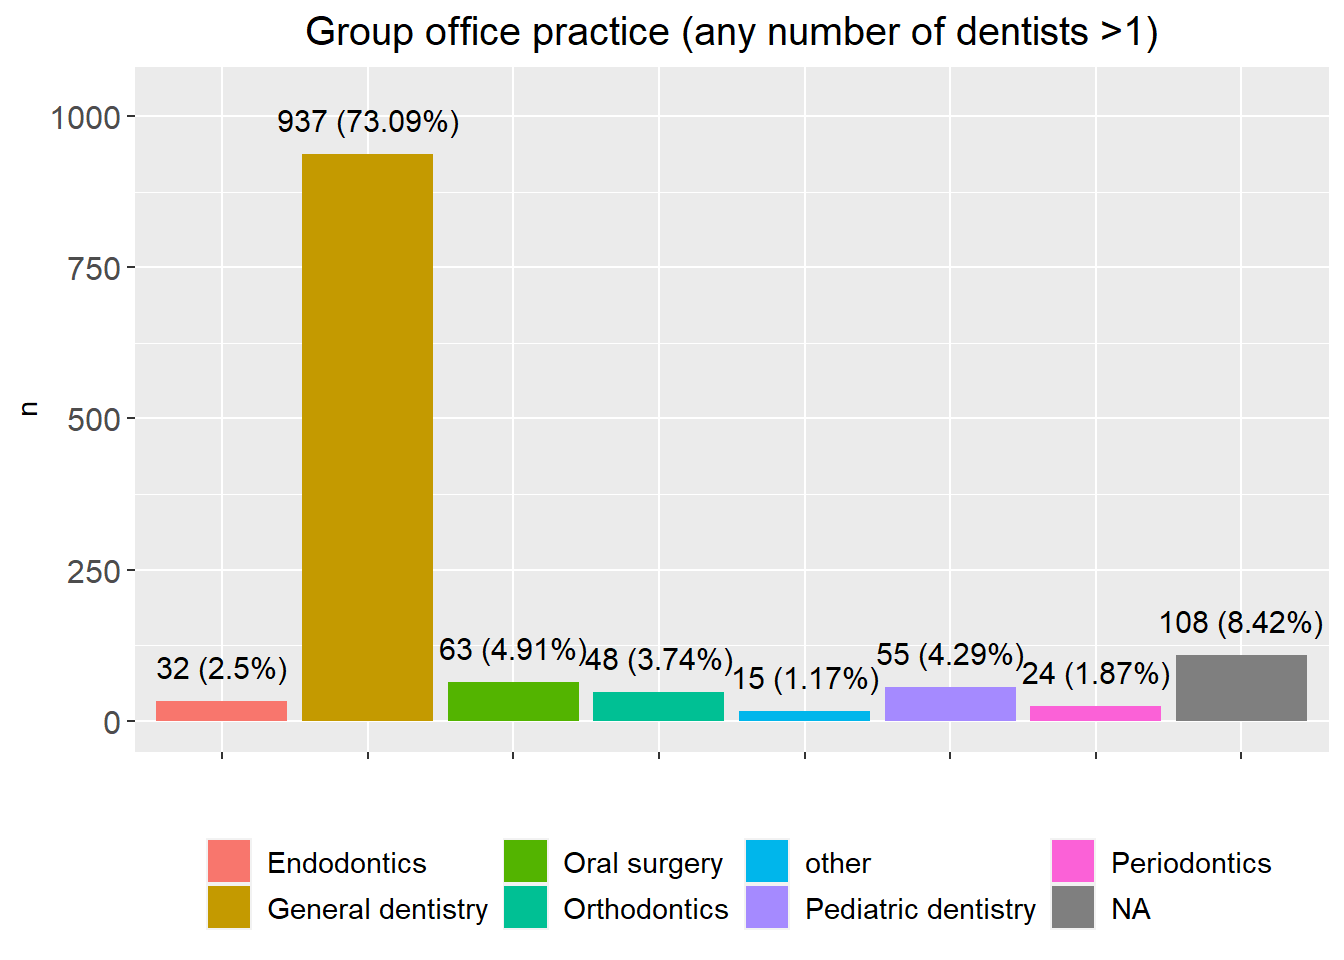 Group office practice (any number of dentists >1)
1000
750
500
250
0
n
937 (73.09%)
32 (2.5%)
63 (4.91%)
48 (3.74%)
15 (1.17%)
55 (4.29%)
24 (1.87%)
108 (8.42%)
Endodontics
General dentistry
Oral surgery
Orthodontics
other
Pediatric dentistry
Periodontics
NA